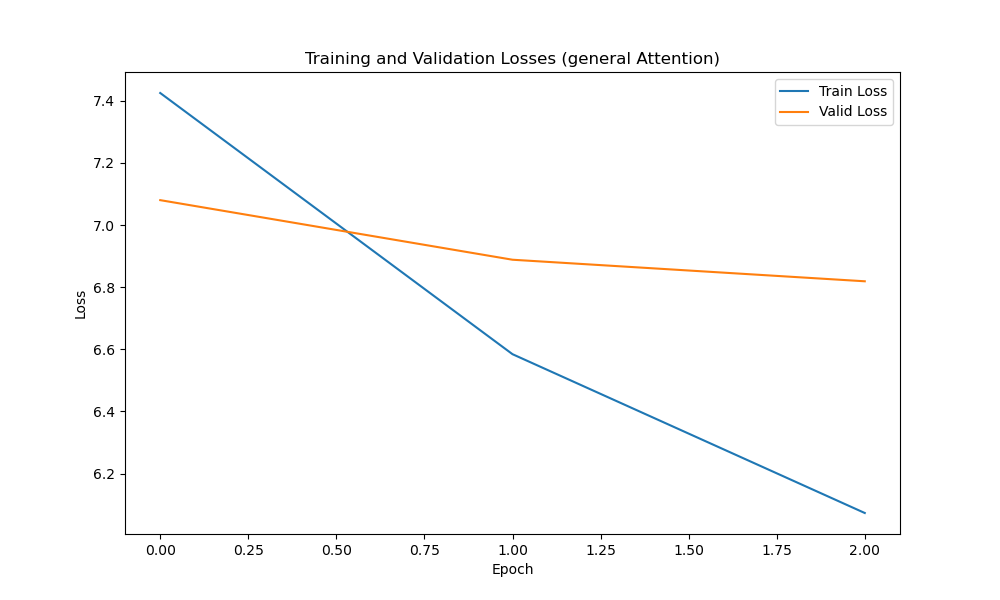 Training and Validation Losses (general Attention)
Train Loss
Valid Loss
7.4
7.2
7.0
6.8
6.6
6.4
6.2
Loss
0.00 0.25 0.50 0.75 1.00 1.25 1.50 1.75 2.00
Epoch